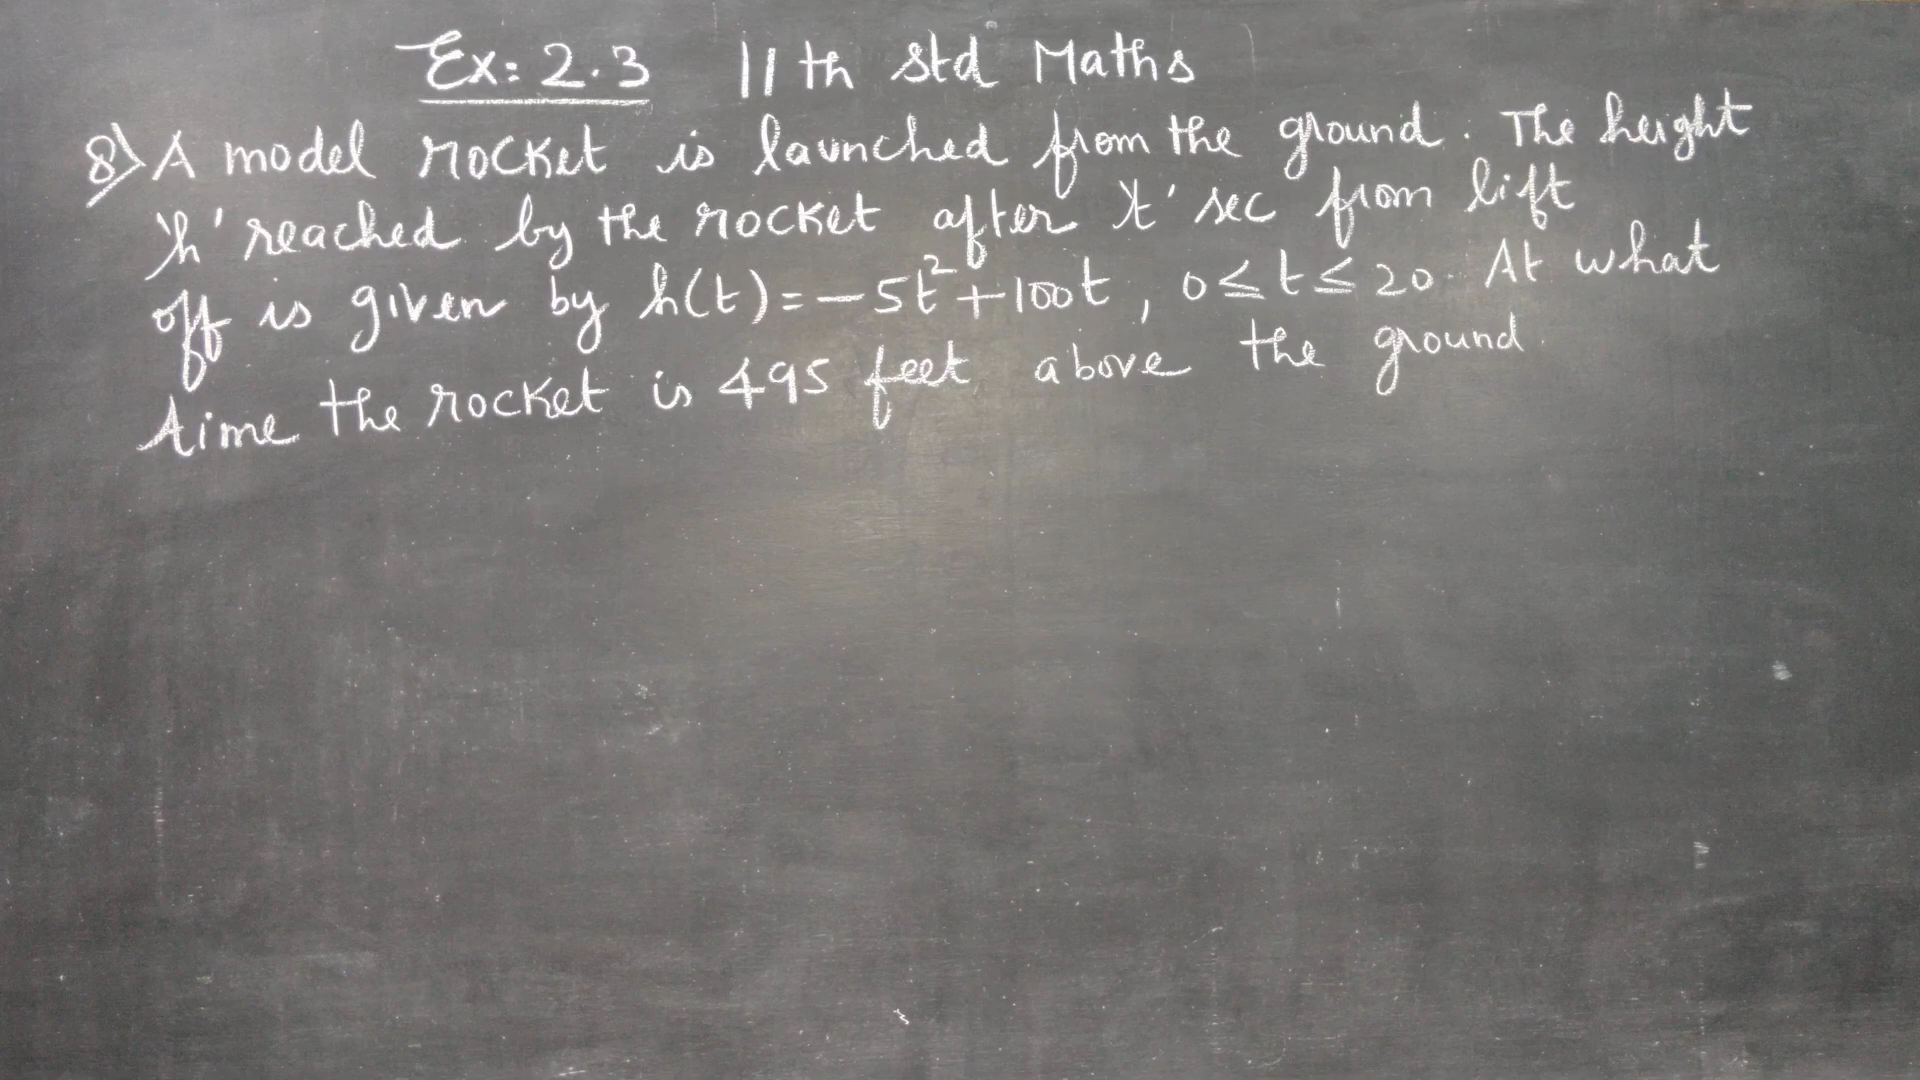 Ex: 2.3 11th std Maths
8) A model rocket is launched from the ground. The height
'h' reached by the rocket after 't' sec from lift
off is given by h(t) = -5t² + 100t, 0 ≤ t ≤ 20. At what
time the rocket is 495 feet above the ground.